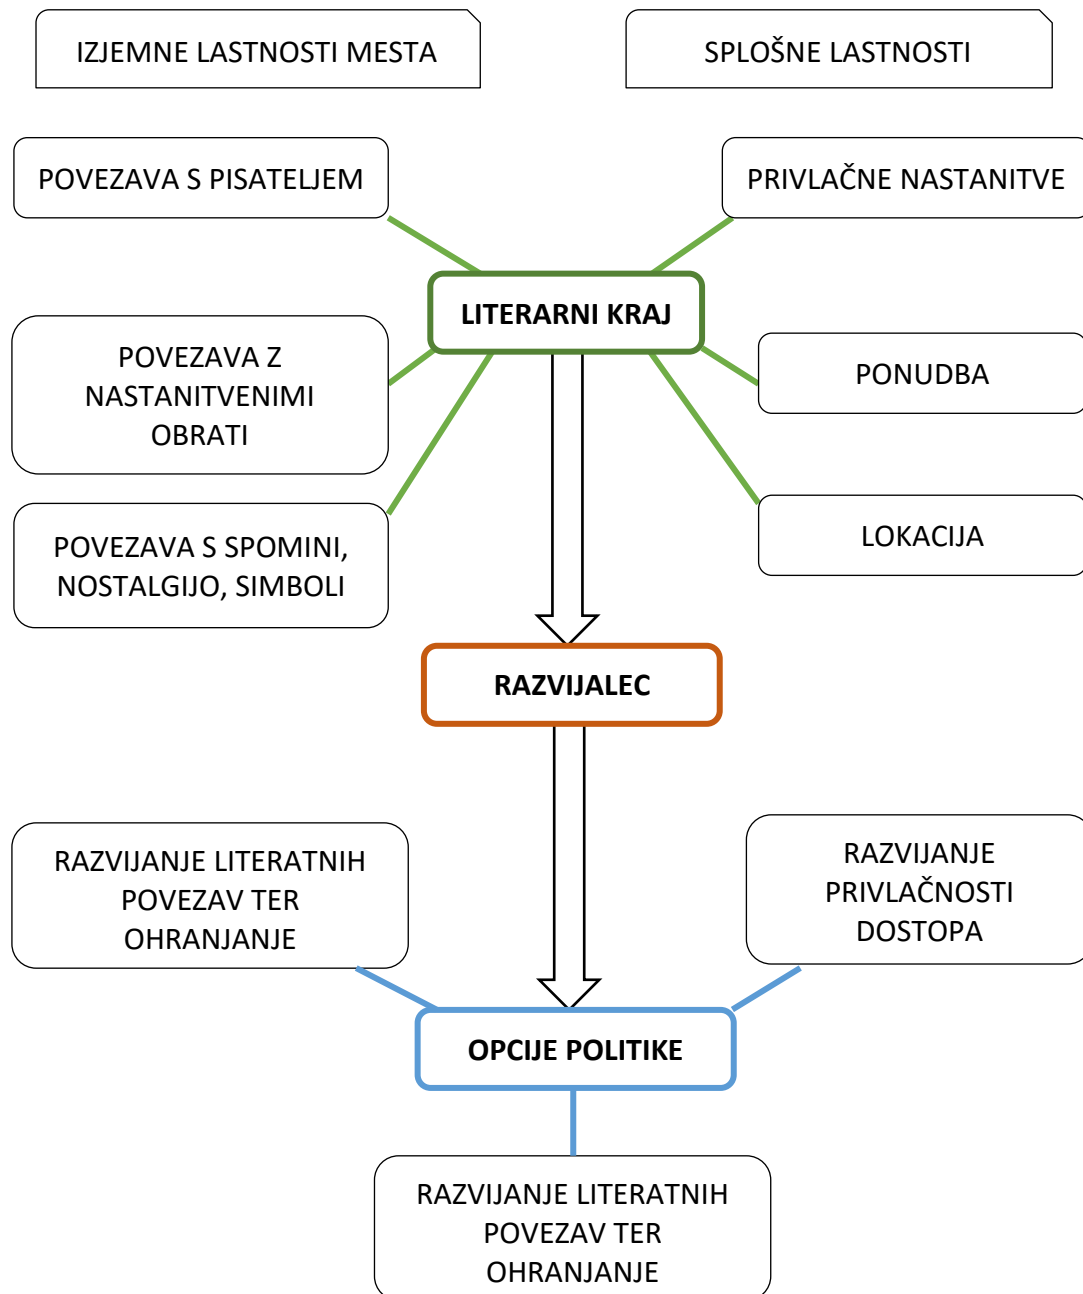 IZJEMNE LASTNOSTI MESTA
SPLOŠNE LASTNOSTI
POVEZAVA S PISATELJEM
PRIVLAČNE NASTANITVE
LITERARNI KRAJ
POVEZAVA Z
NASTANITVENIMI
OBRATI
PONUDBA
POVEZAVA S SPOMINI,
NOSTALGIJO, SIMBOLI
LOKACIJA
RAZVIJALEC
RAZVIJANJE LITERATNIH
POVEZAV TER
OHRANJANJE
RAZVIJANJE
PRIVLAČNOSTI
DOSTOPA
OPCIJE POLITIKE
RAZVIJANJE LITERATNIH
POVEZAV TER
OHRANJANJE